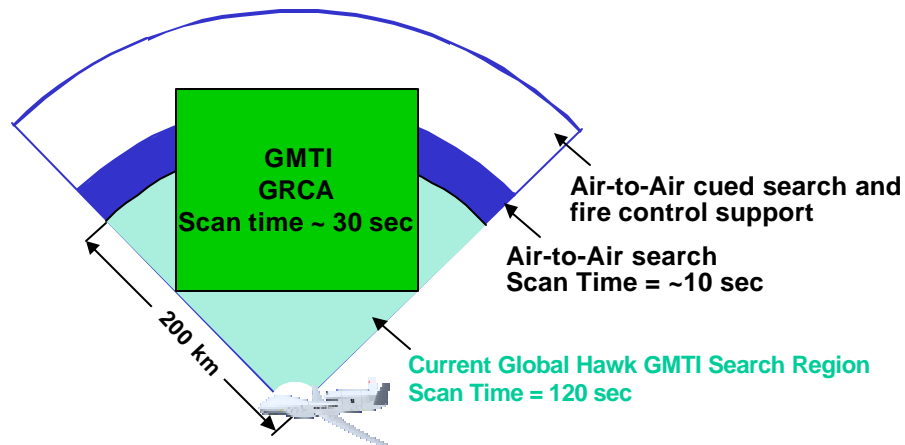 GMTI
GRCA
Scan time ~ 30 sec
Air-to-Air cued search and
fire control support
Air-to-Air search
Scan Time = ~10 sec
200 km
Current Global Hawk GMTI Search Region
Scan Time = 120 sec